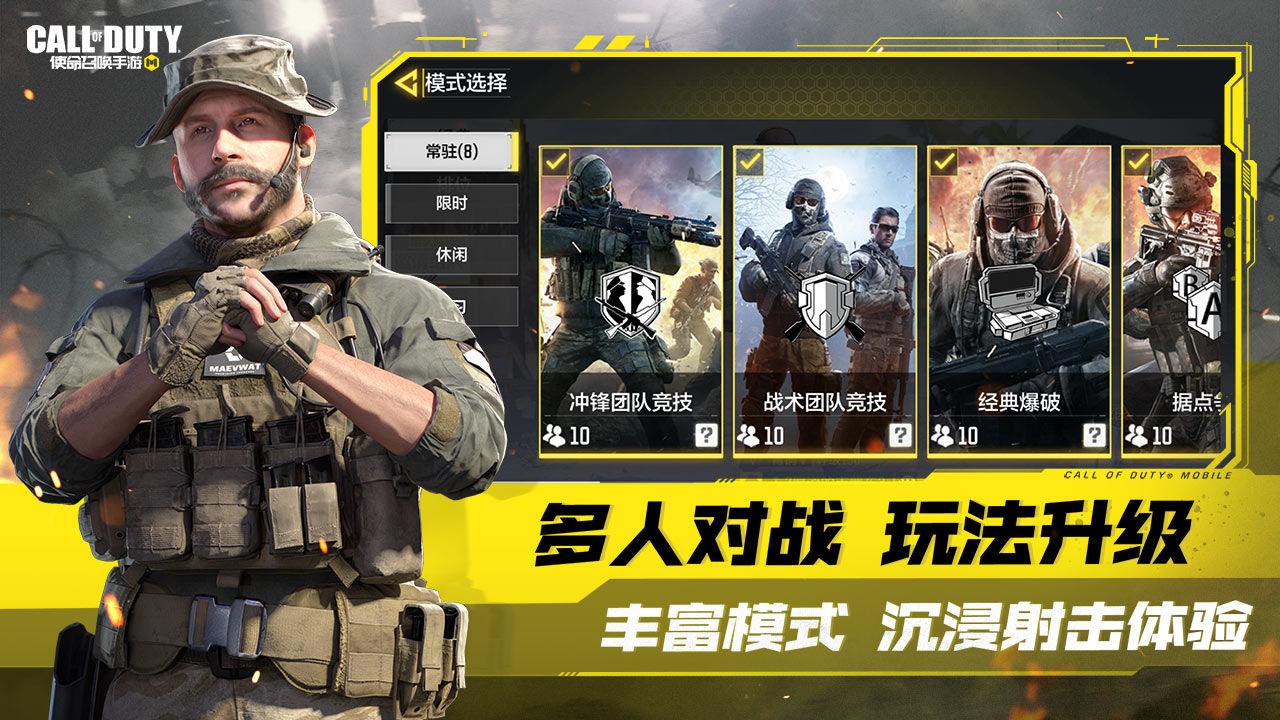 CALL OF DUTY
使命召唤手游
模式选择
常驻(8)
限时
休闲
冲锋团队竞技
战术团队竞技
经典爆破
据点
10
?
10
?
10
?
10
B
A
MAEVWAT
CALL OF DUTY® MOBILE
多人对战 玩法升级
丰富模式 沉浸射击体验